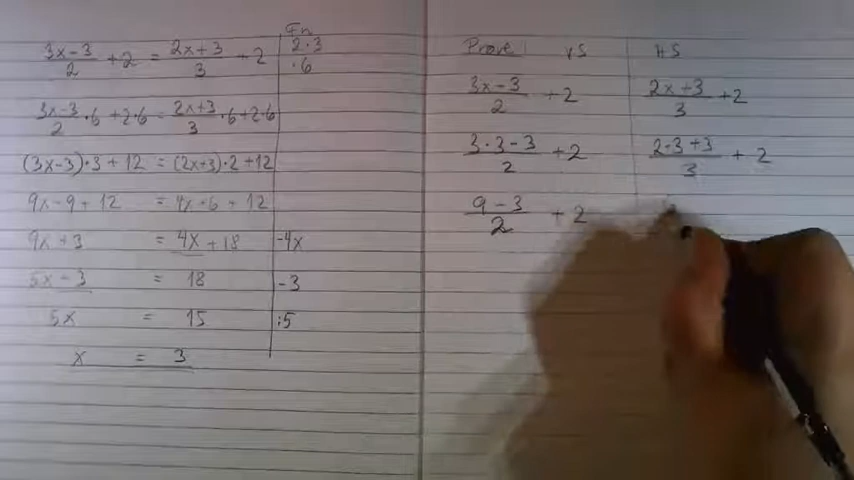 Fn
3x-3/2 +2 = 2x+3/3 +2 | 2·3
·6
3x-3/2 ·6 +2·6 = 2x+3/3 ·6 +2·6
(3x-3)·3 + 12 = (2x+3)·2 +12
9x - 9 + 12 = 4x + 6 + 12
9x + 3 = 4x + 18 | -4x
5x - 3 = 18 | -3
5x = 15 | :5
x = 3
Prøve VS HS
3x-3/2 +2 | 2x+3/3 +2
3·3-3/2 +2 | 2·3+3/3 + 2
9-3/2 + 2